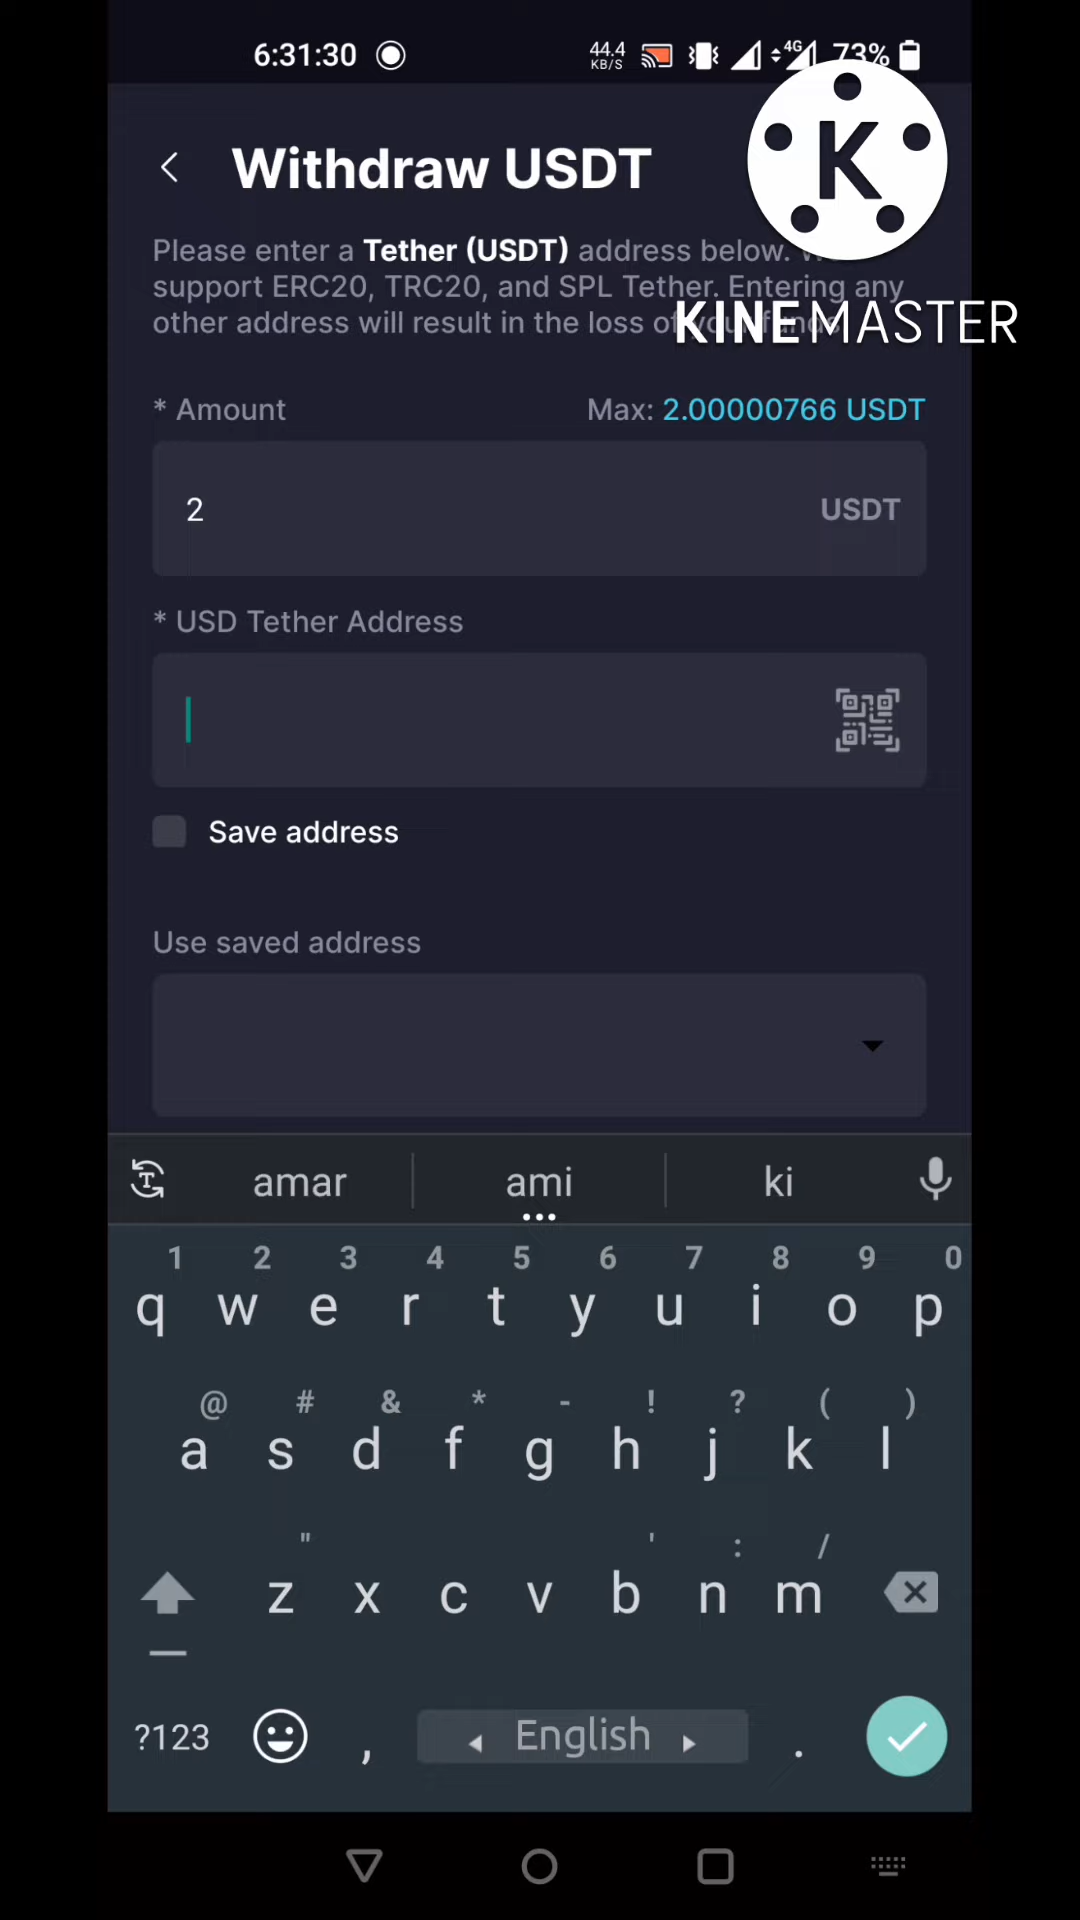 6:31:30
44.4
KB/S
4G
73%
Withdraw USDT
K
Please enter a Tether (USDT) address below.
support ERC20, TRC20, and SPL Tether. Entering any
other address will result in the loss of your funds
KINEMASTER
* Amount
Max: 2.00000766 USDT
2
USDT
* USD Tether Address
Save address
Use saved address
amar
ami
ki
1 2 3 4 5 6 7 8 9 0
q w e r t y u i o p
@ # & * - ! ? ( )
a s d f g h j k l
" ' : /
z x c v b n m
?123
,
English
.